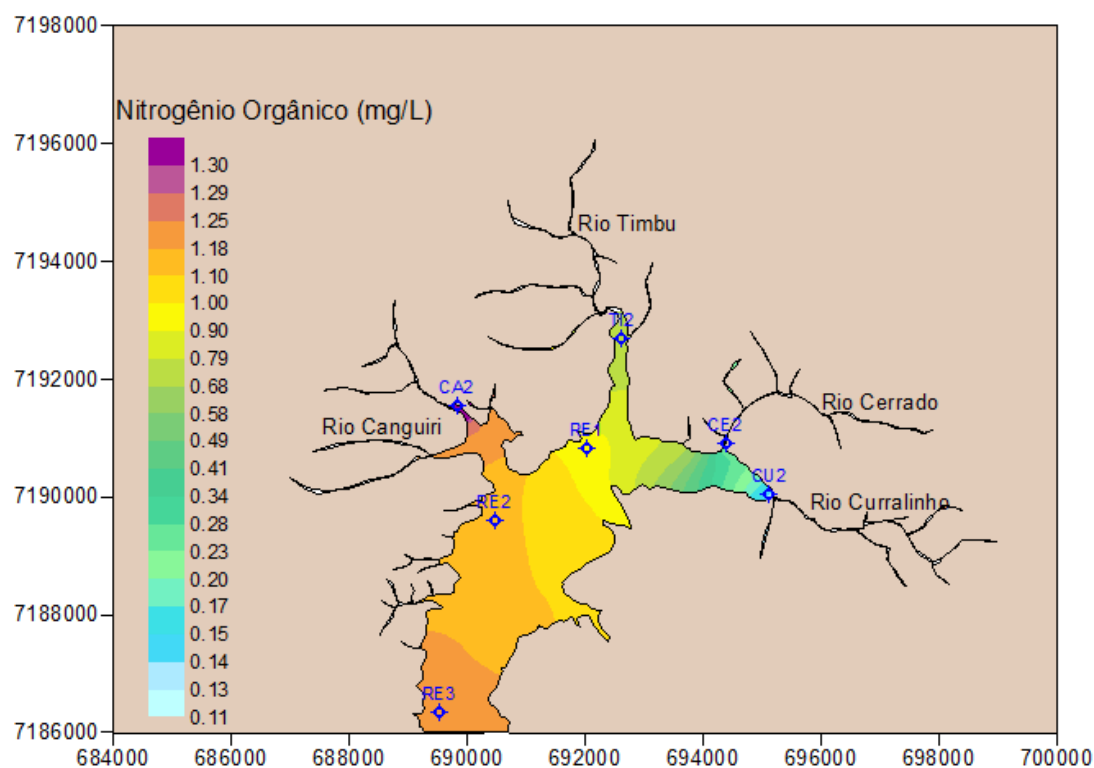 7198000
Nitrogênio Orgânico (mg/L)
7196000
1.30
1.29
1.25
Rio Timbu
1.18
7194000
1.10
1.00
0.90
TI2
0.79
7192000
0.68
CA2
Rio Cerrado
0.58
Rio Canguiri
RE1
CE2
0.49
0.41
CU2
7190000
0.34
RE2
Rio Curralinho
0.28
0.23
0.20
7188000
0.17
0.15
0.14
RE3
0.13
0.11
7186000
684000 686000 688000 690000 692000 694000 696000 698000 700000